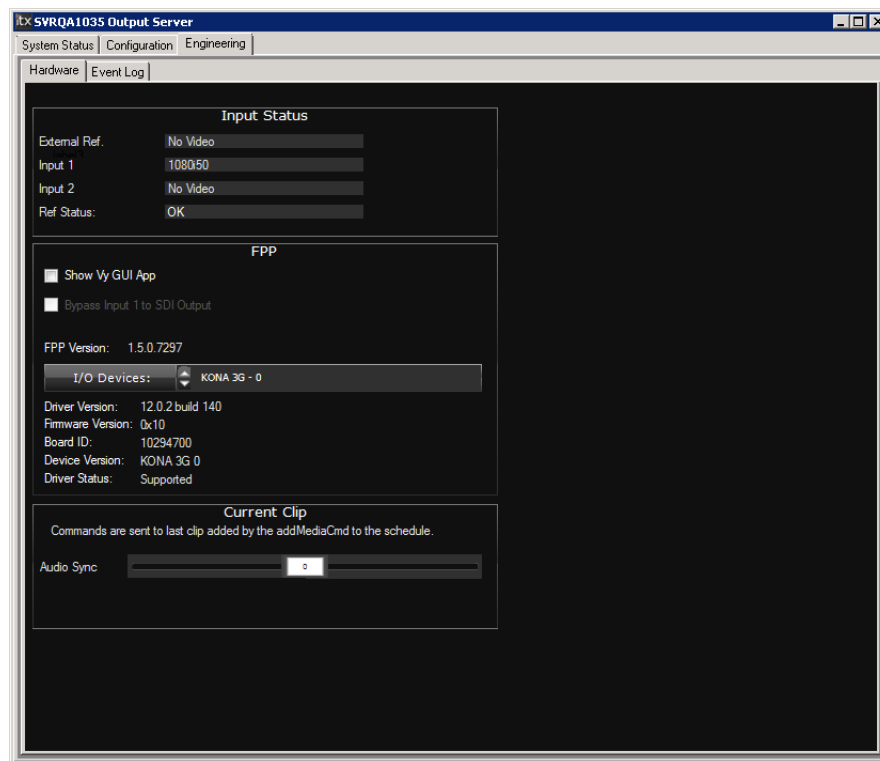 itx SVRQA1035 Output Server
System Status Configuration Engineering
Hardware Event Log
Input Status
External Ref. No Video
Input 1 1080i50
Input 2 No Video
Ref Status: OK
FPP
Show Vy GUI App
Bypass Input 1 to SDI Output
FPP Version: 1.5.0.7297
I/O Devices: KONA 3G - 0
Driver Version: 12.0.2 build 140
Firmware Version: 0x10
Board ID: 10294700
Device Version: KONA 3G 0
Driver Status: Supported
Current Clip
Commands are sent to last clip added by the addMediaCmd to the schedule.
Audio Sync 0